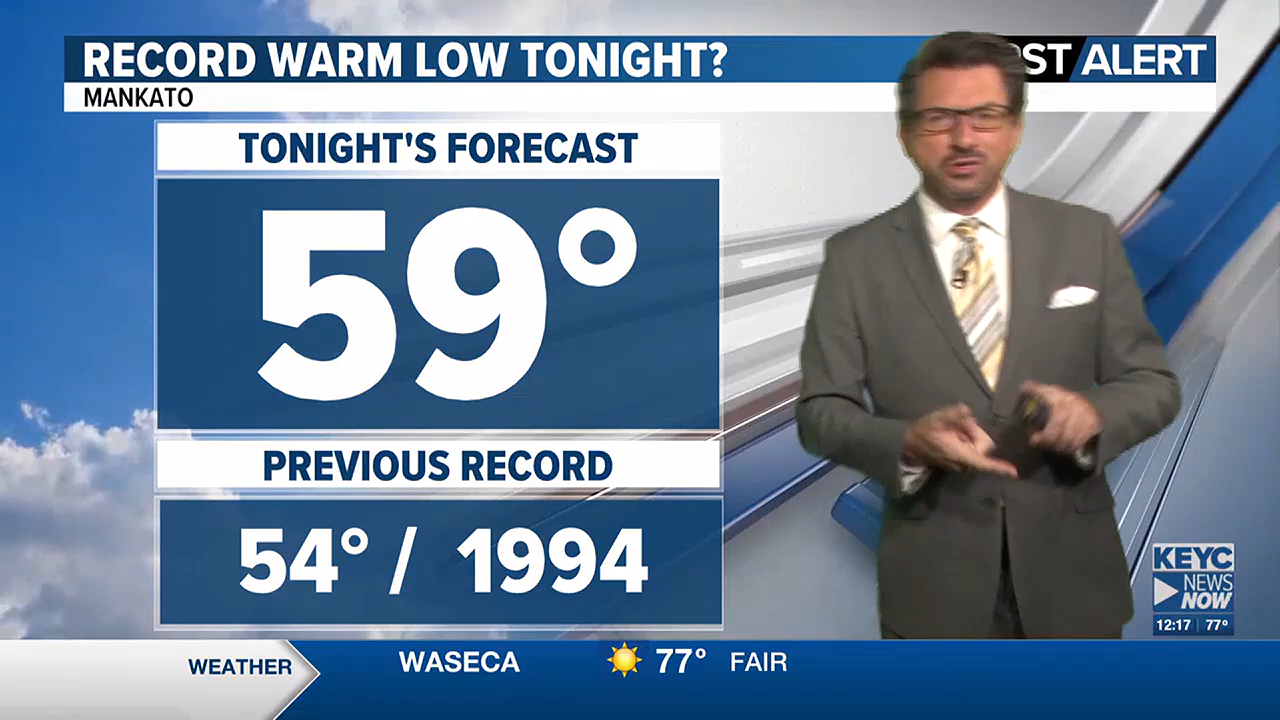 RECORD WARM LOW TONIGHT?
ALERT
MANKATO
TONIGHT'S FORECAST
59°
PREVIOUS RECORD
54° / 1994
KEYC
NEWS
NOW
12:17 77°
WEATHER WASECA 77° FAIR